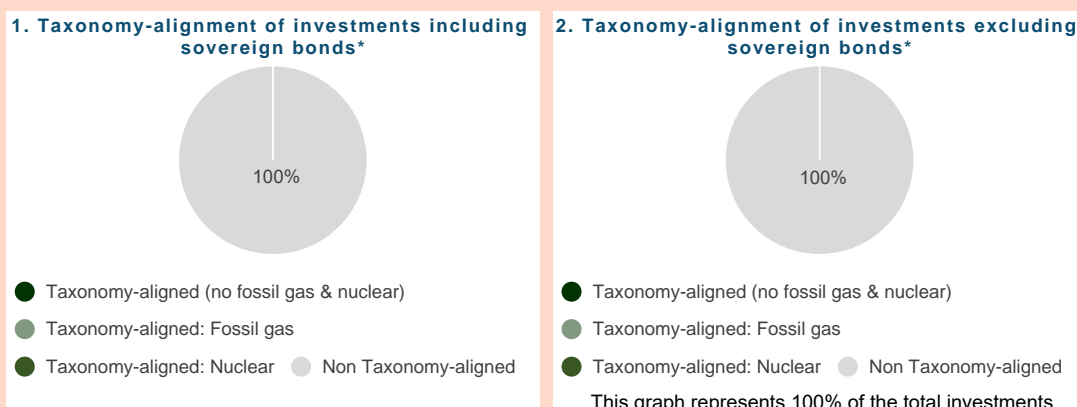 1. Taxonomy-alignment of investments including
sovereign bonds*
100%
Taxonomy-aligned (no fossil gas & nuclear)
Taxonomy-aligned: Fossil gas
Taxonomy-aligned: Nuclear
Non Taxonomy-aligned
2. Taxonomy-alignment of investments excluding
sovereign bonds*
100%
Taxonomy-aligned (no fossil gas & nuclear)
Taxonomy-aligned: Fossil gas
Taxonomy-aligned: Nuclear
Non Taxonomy-aligned
This graph represents 100% of the total investments